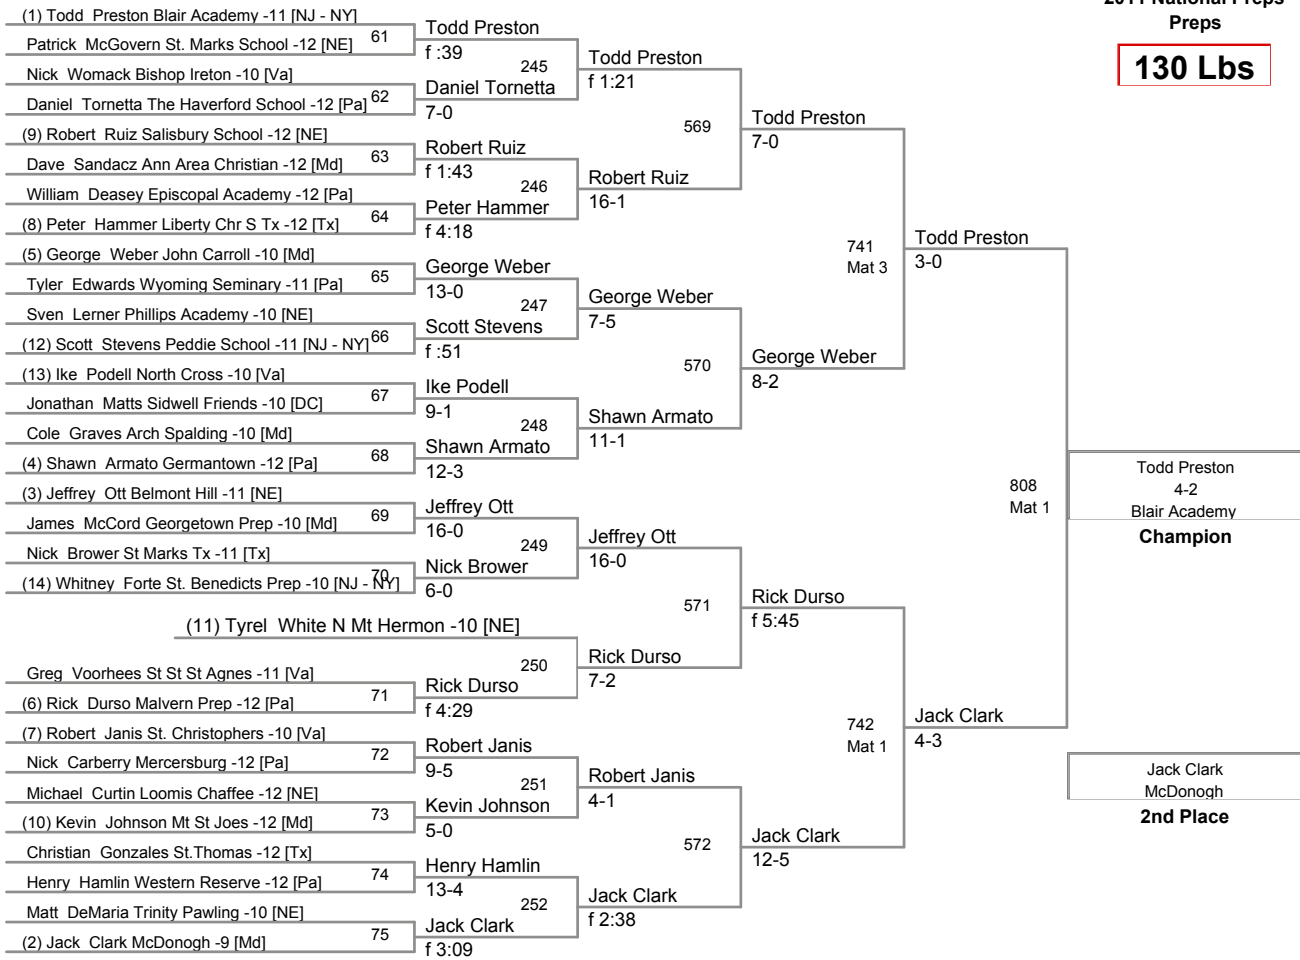 2011 National Preps
Preps
130 Lbs
(1) Todd Preston Blair Academy -11 [NJ - NY]
Patrick McGovern St. Marks School -12 [NE]
61
Nick Womack Bishop Ireton -10 [Va]
Daniel Tornetta The Haverford School -12 [Pa]
62
(9) Robert Ruiz Salisbury School -12 [NE]
Dave Sandacz Ann Area Christian -12 [Md]
63
William Deasey Episcopal Academy -12 [Pa]
(8) Peter Hammer Liberty Chr S Tx -12 [Tx]
64
(5) George Weber John Carroll -10 [Md]
Tyler Edwards Wyoming Seminary -11 [Pa]
65
Sven Lerner Phillips Academy -10 [NE]
(12) Scott Stevens Peddie School -11 [NJ - NY]
66
(13) Ike Podell North Cross -10 [Va]
Jonathan Matts Sidwell Friends -10 [DC]
67
Cole Graves Arch Spalding -10 [Md]
(4) Shawn Armato Germantown -12 [Pa]
68
(3) Jeffrey Ott Belmont Hill -11 [NE]
James McCord Georgetown Prep -10 [Md]
69
Nick Brower St Marks Tx -11 [Tx]
(14) Whitney Forte St. Benedicts Prep -10 [NJ - NY]
70
(11) Tyrel White N Mt Hermon -10 [NE]
Greg Voorhees St St St Agnes -11 [Va]
(6) Rick Durso Malvern Prep -12 [Pa]
71
(7) Robert Janis St. Christophers -10 [Va]
Nick Carberry Mercersburg -12 [Pa]
72
Michael Curtin Loomis Chaffee -12 [NE]
(10) Kevin Johnson Mt St Joes -12 [Md]
73
Christian Gonzales St.Thomas -12 [Tx]
Henry Hamlin Western Reserve -12 [Pa]
74
Matt DeMaria Trinity Pawling -10 [NE]
(2) Jack Clark McDonogh -9 [Md]
75
Todd Preston
f :39
245
Daniel Tornetta
7-0
Robert Ruiz
f 1:43
246
Peter Hammer
f 4:18
George Weber
13-0
247
Scott Stevens
f :51
Ike Podell
9-1
248
Shawn Armato
12-3
Jeffrey Ott
16-0
249
Nick Brower
6-0
250
Rick Durso
f 4:29
Robert Janis
9-5
251
Kevin Johnson
5-0
Henry Hamlin
13-4
252
Jack Clark
f 3:09
Todd Preston
f 1:21
569
Robert Ruiz
16-1
George Weber
7-5
570
Shawn Armato
11-1
Jeffrey Ott
16-0
571
Rick Durso
7-2
Robert Janis
4-1
572
Jack Clark
f 2:38
Todd Preston
7-0
741
Mat 3
George Weber
8-2
Rick Durso
f 5:45
742
Mat 1
Jack Clark
12-5
Todd Preston
3-0
808
Mat 1
Jack Clark
4-3
Todd Preston
4-2
Blair Academy
Champion
Jack Clark
McDonogh
2nd Place